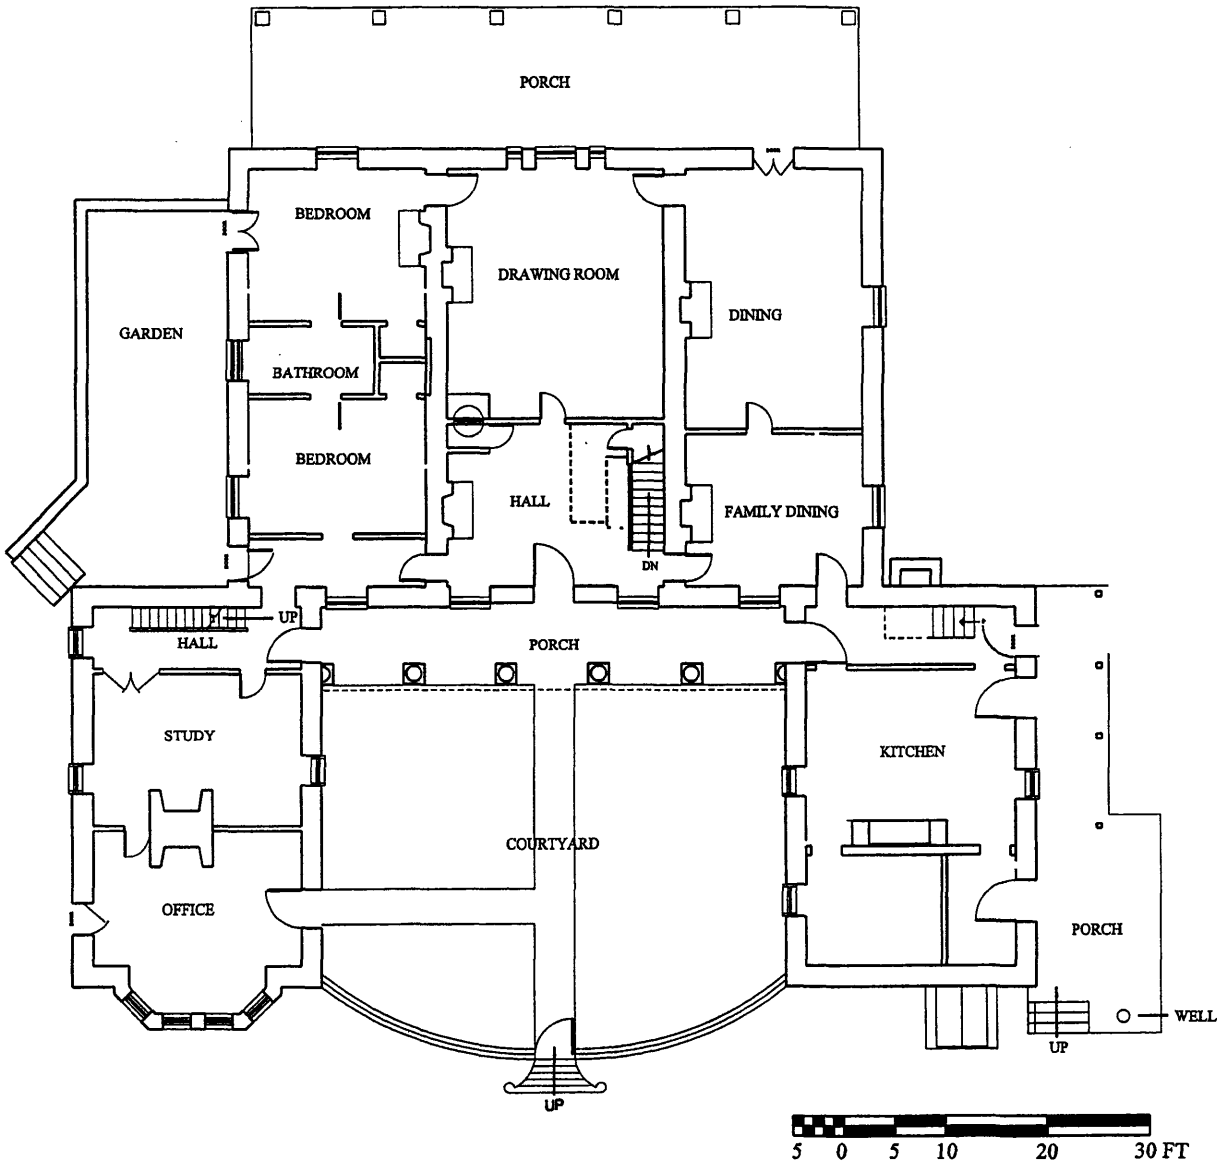 PORCH
BEDROOM
DRAWING ROOM
DINING
GARDEN
BATHROOM
BEDROOM
HALL
FAMILY DINING
DN
UP
HALL
PORCH
STUDY
KITCHEN
COURTYARD
OFFICE
PORCH
WELL
UP
UP
5 0 5 10 20 30 FT